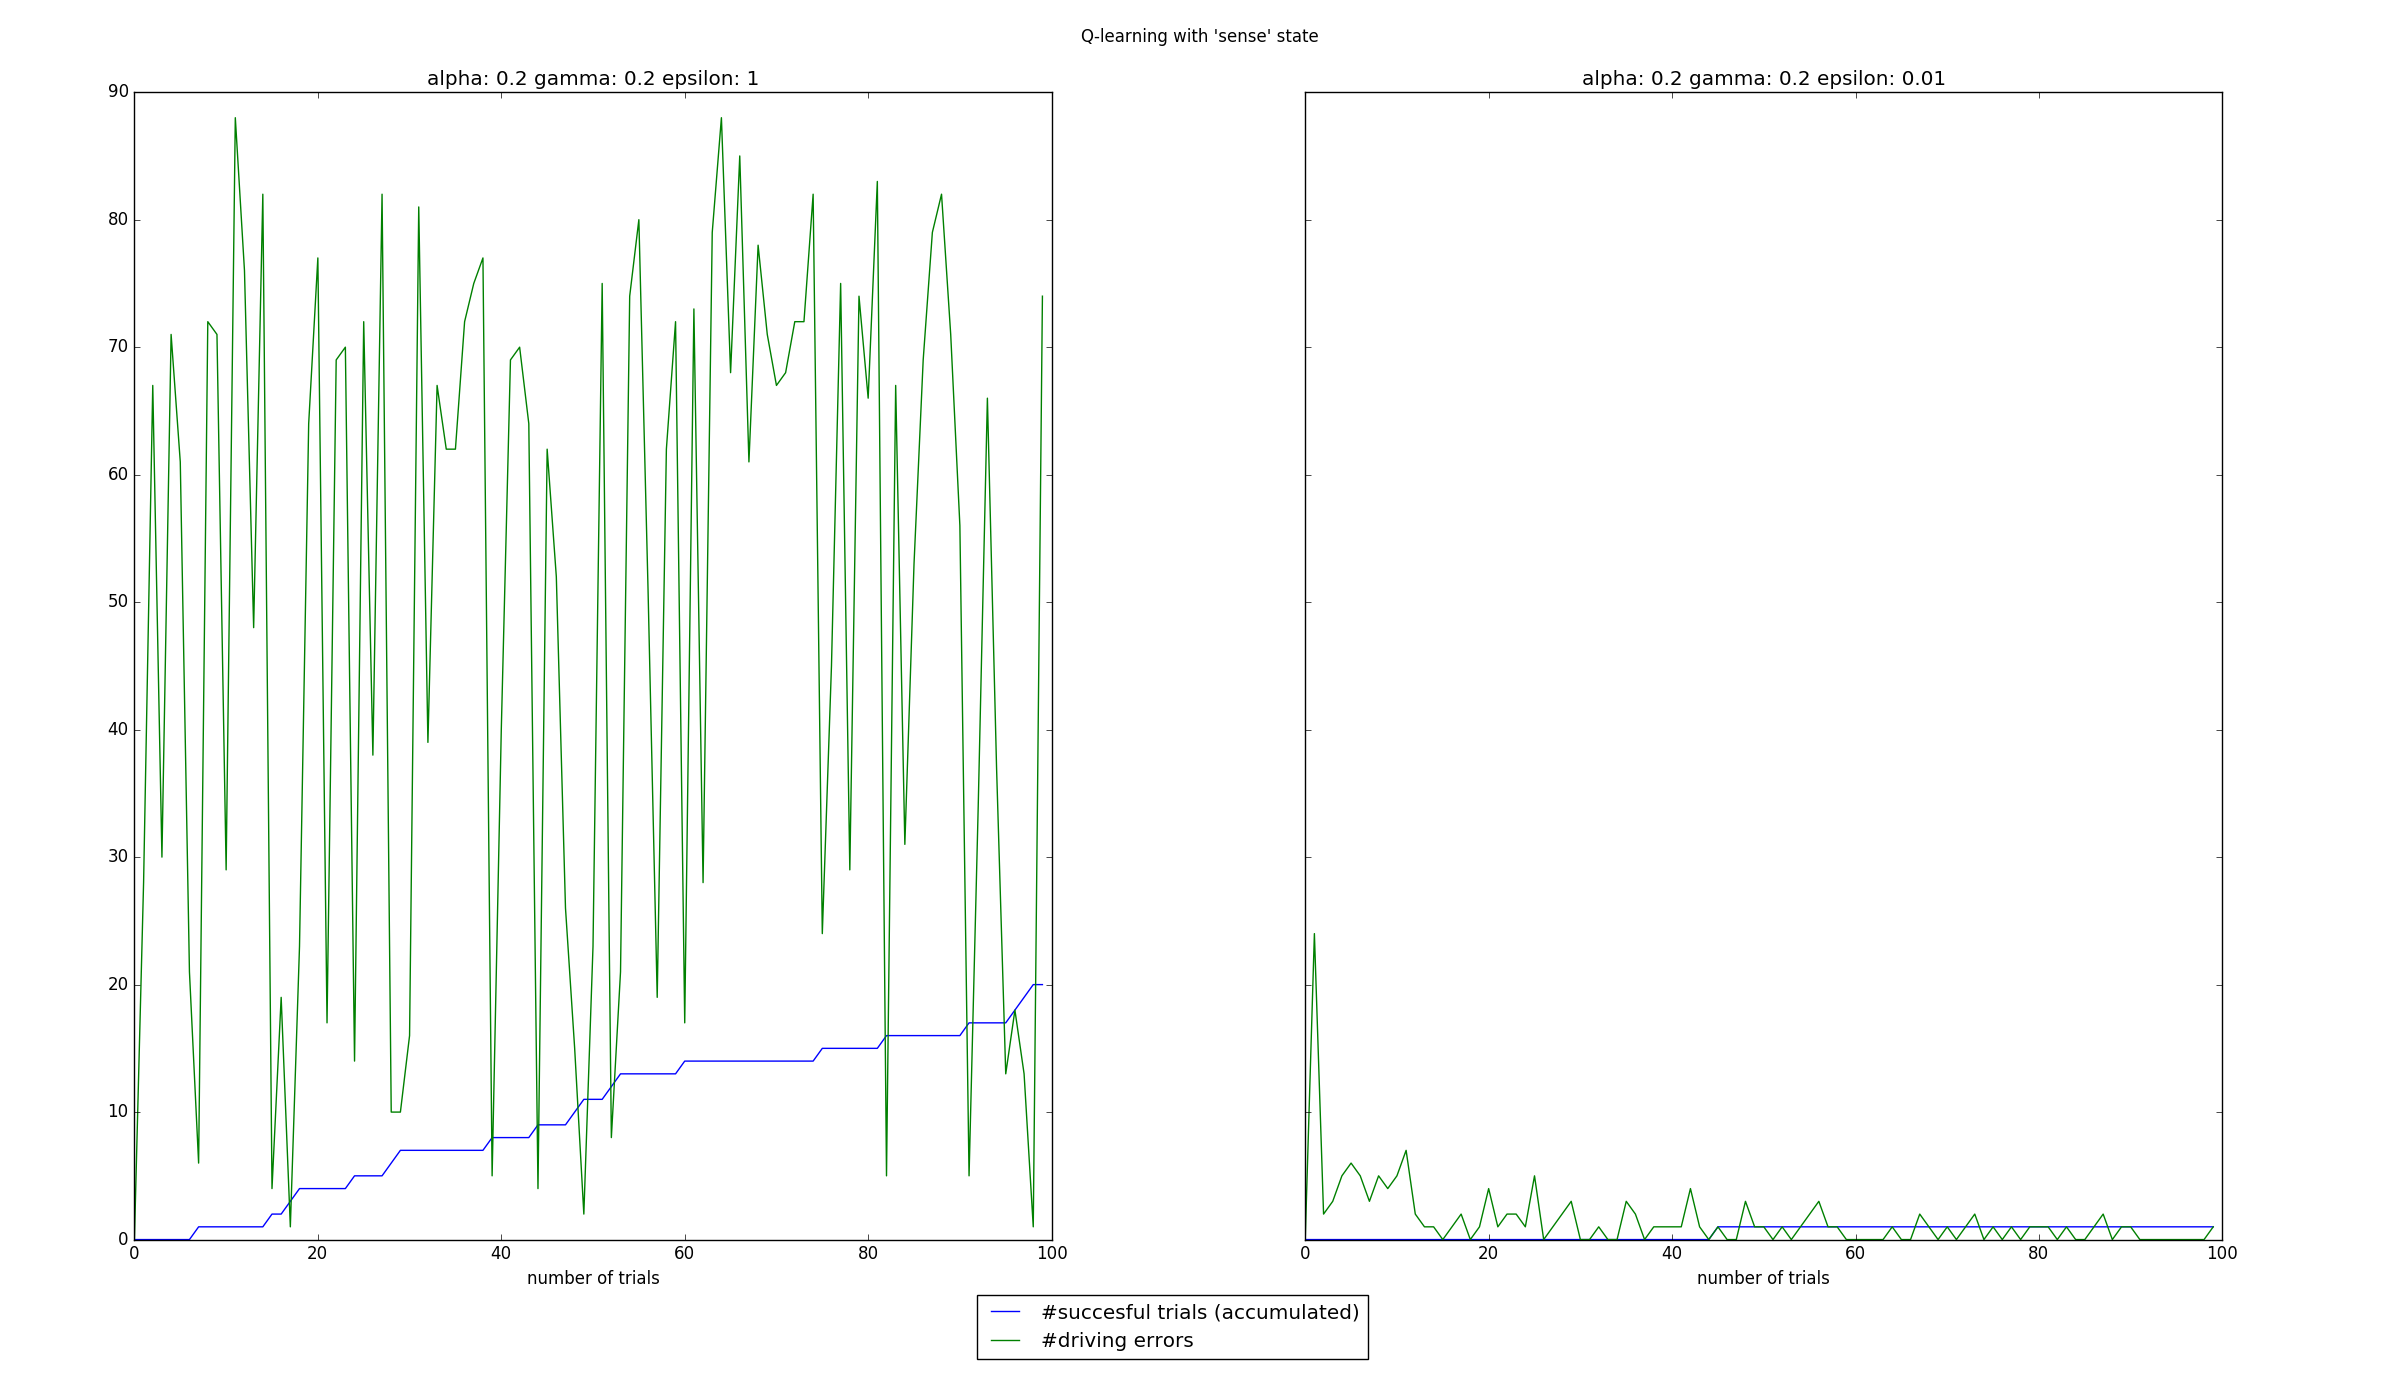 Q-learning with 'sense' state
alpha: 0.2 gamma: 0.2 epsilon: 1
90
80
70
60
50
40
30
20
10
0
0 20 40 60 80 100
number of trials
alpha: 0.2 gamma: 0.2 epsilon: 0.01
0 20 40 60 80 100
number of trials
#succesful trials (accumulated)
#driving errors